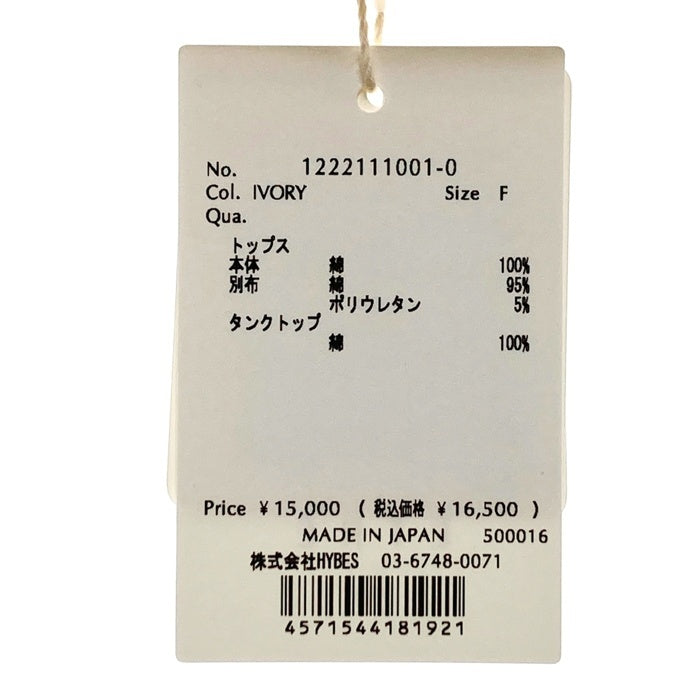 No. 1222111001-0
Col. IVORY Size F
Qua.
トップス
本体 綿 100%
別布 綿 95%
ポリウレタン 5%
タンクトップ
綿 100%
Price ¥15,000 ( 税込価格 ¥16,500 )
MADE IN JAPAN 500016
株式会社HYBES 03-6748-0071
4571544181921